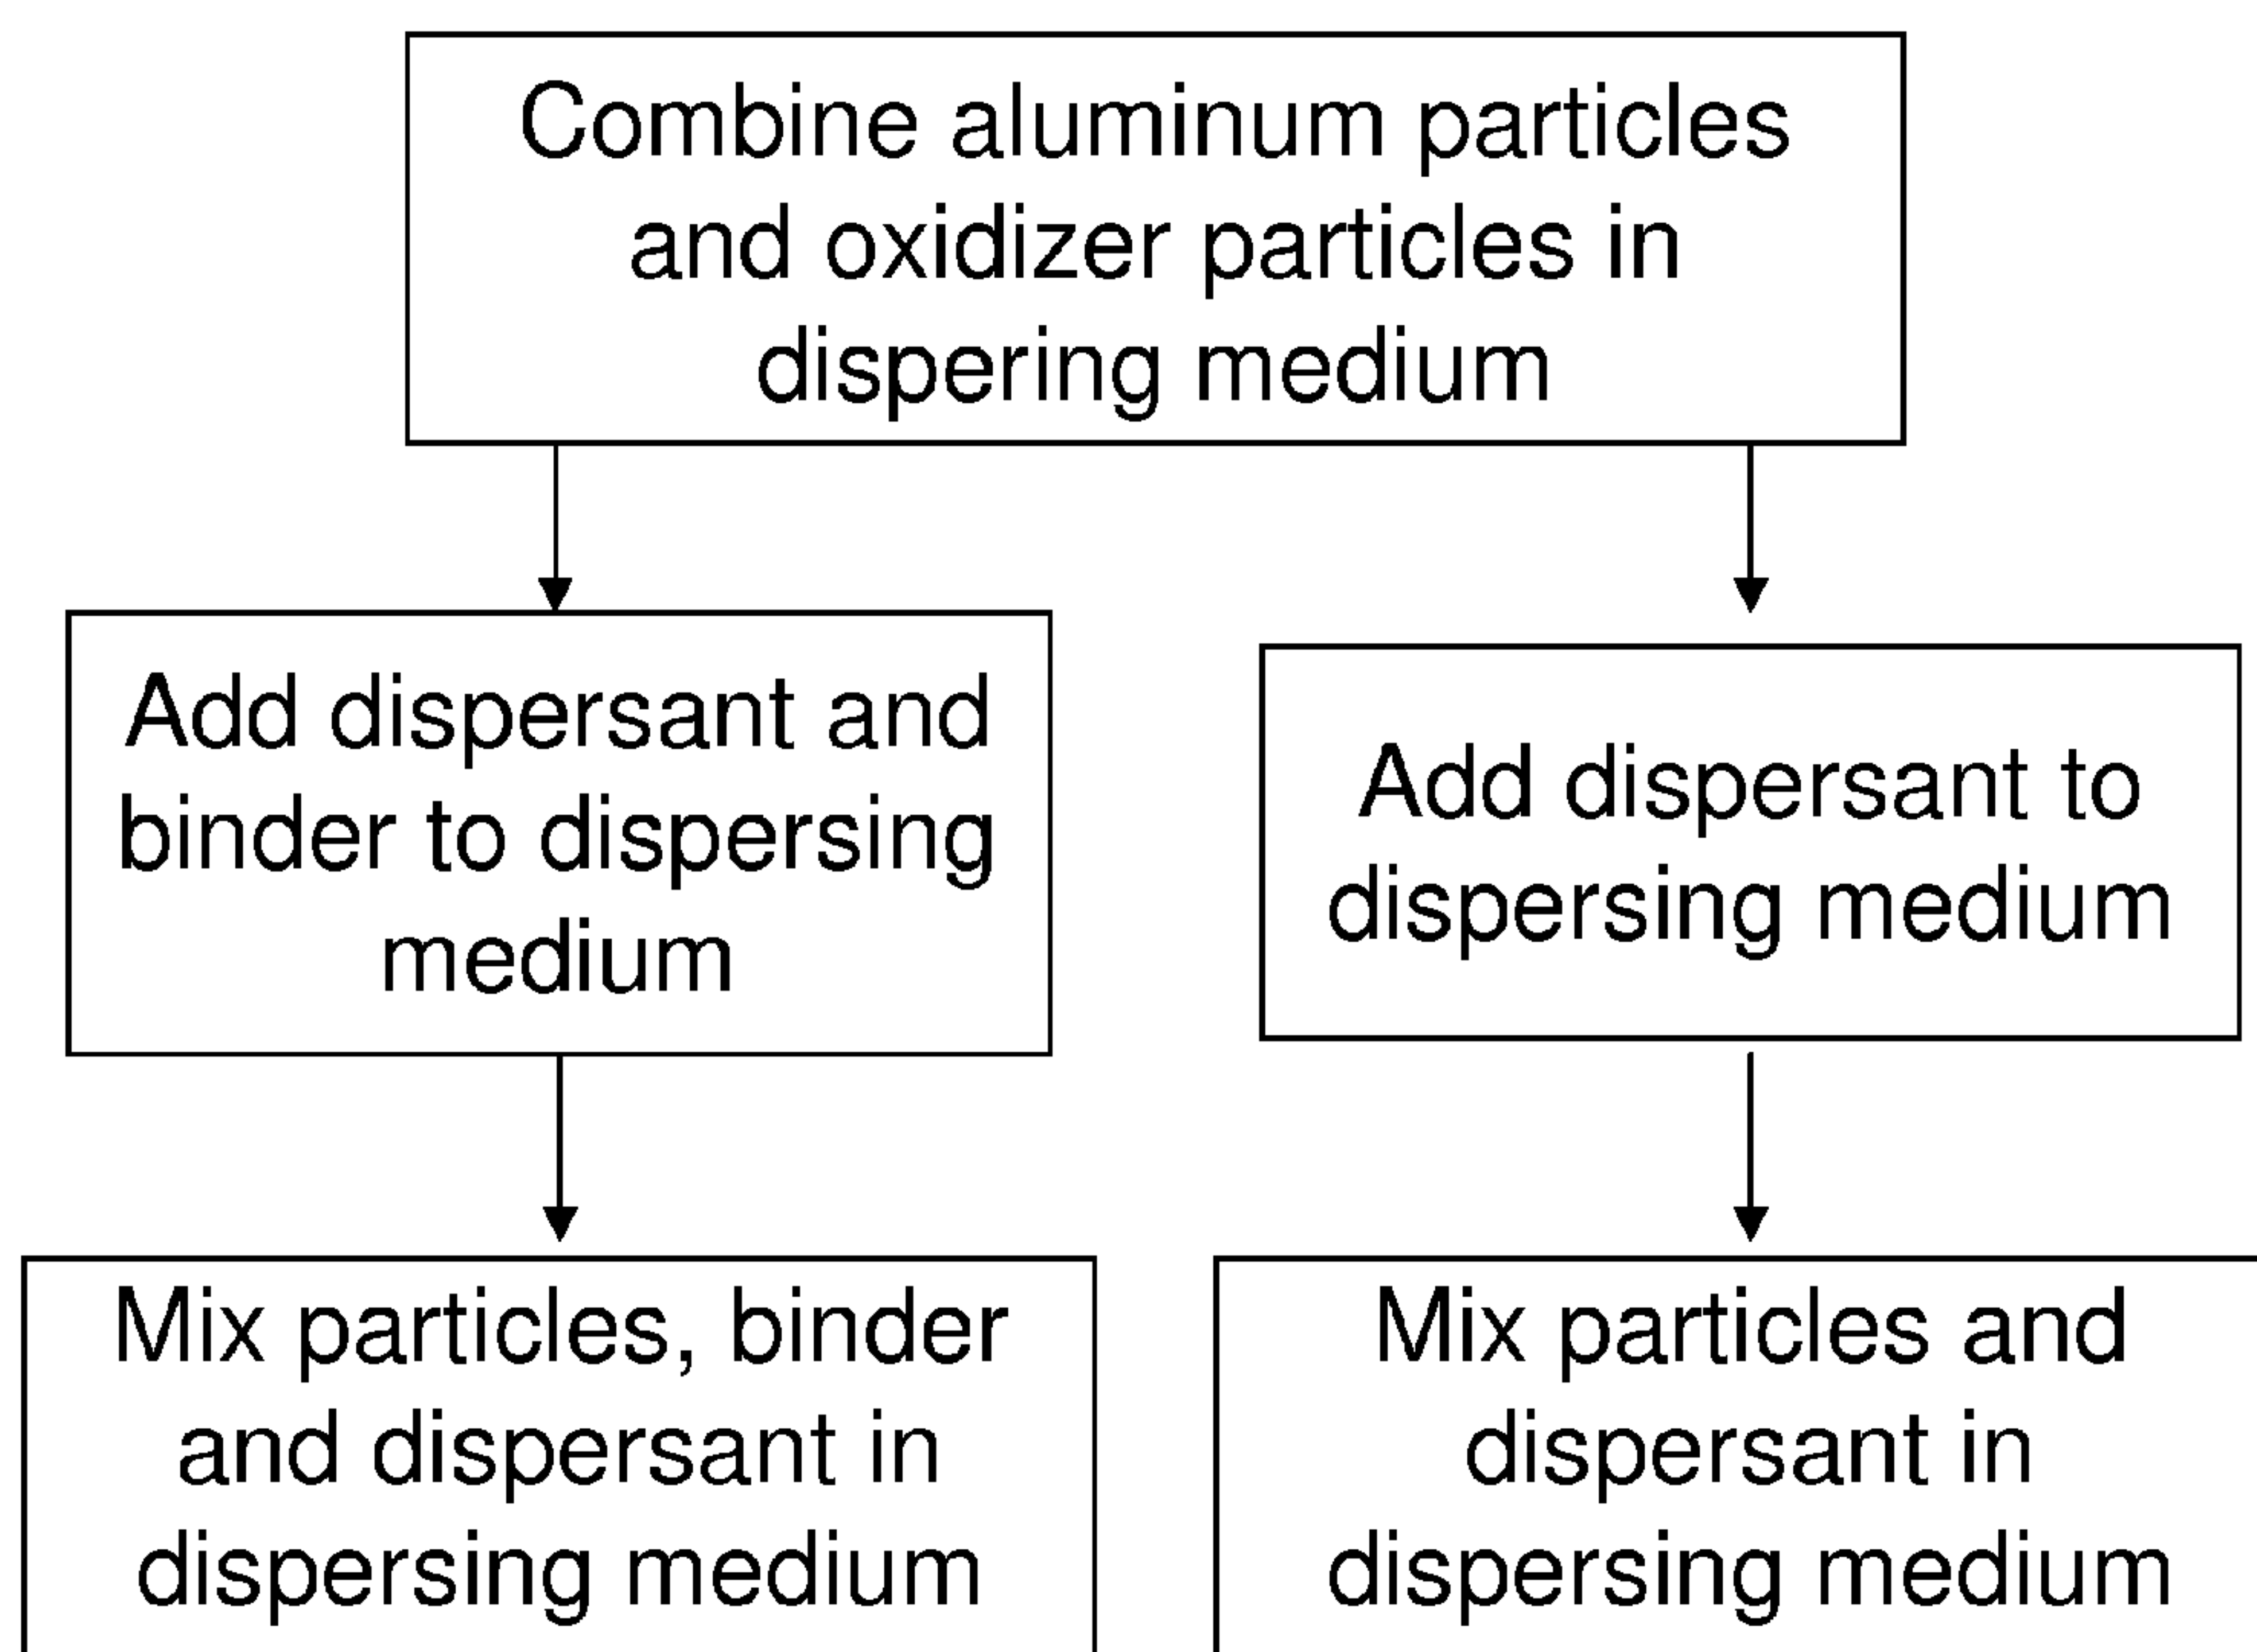 Combine aluminum particles
and oxidizer particles in
dispering medium
Add dispersant and
binder to dispersing
medium
Add dispersant to
dispersing medium
Mix particles, binder
and dispersant in
dispersing medium
Mix particles and
dispersant in
dispersing medium